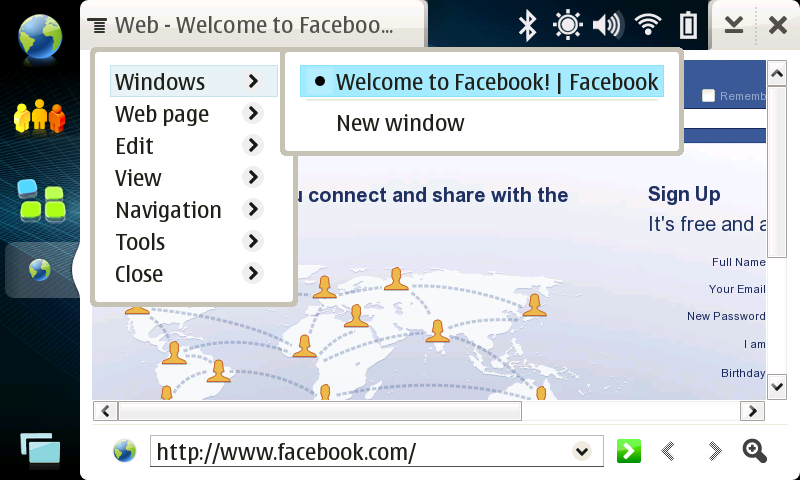 Web - Welcome to Faceboo...
Windows
Web page
Edit
View
Navigation
Tools
Close
Welcome to Facebook! | Facebook
New window
Rememb
u connect and share with the
Sign Up
It's free and a
Full Name
Your Email
New Password
I am
Birthday
http://www.facebook.com/